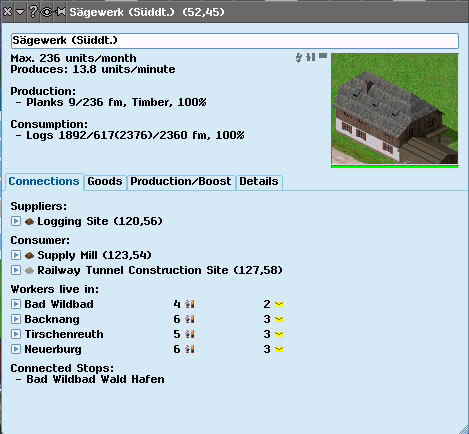 Sägewerk (Süddt.) (52,45)
Sägewerk (Süddt.)
Max. 236 units/month
Produces: 13.8 units/minute
Production:
- Planks 9/236 fm, Timber, 100%
Consumption:
- Logs 1892/617(2376)/2360 fm, 100%
Connections Goods Production/Boost Details
Suppliers:
Logging Site (120,56)
Consumer:
Supply Mill (123,54)
Railway Tunnel Construction Site (127,58)
Workers live in:
Bad Wildbad 4 2
Backnang 6 3
Tirschenreuth 5 3
Neuerburg 6 3
Connected Stops:
- Bad Wildbad Wald Hafen